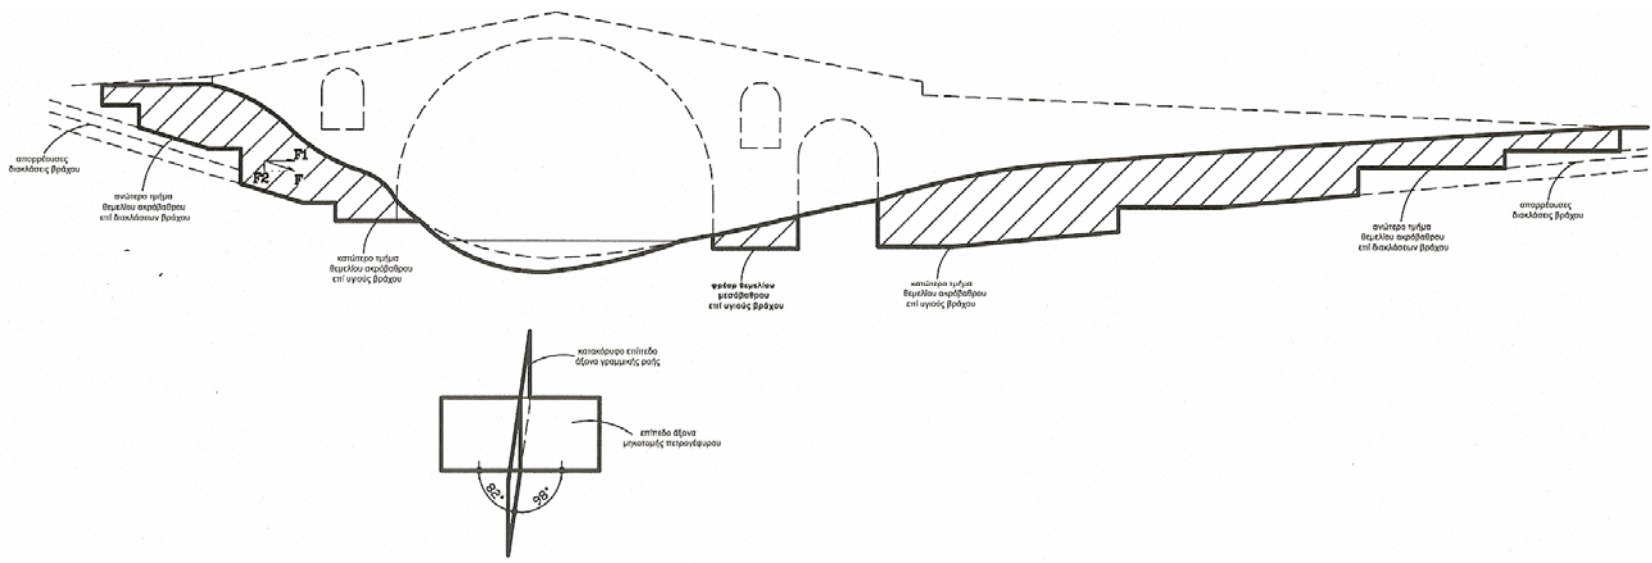 F1
F2
F
απορρέουσες
διακλάσεις βράχου
ανώτερο τμήμα
θεμελίου ακρόβαθρου
επί διακλάσεων βράχου
κατώτερο τμήμα
θεμελίου ακρόβαθρου
επί υγιούς βράχου
φρέαρ θεμελίου
μεσόβαθρου
επί υγιούς βράχου
κατώτερο τμήμα
θεμελίου ακρόβαθρου
επί υγιούς βράχου
ανώτερο τμήμα
θεμελίου ακρόβαθρου
επί διακλάσεων βράχου
απορρέουσες
διακλάσεις βράχου
κατακόρυφο επίπεδο
άξονα γραμμικής ροής
επίπεδο άξονα
μηκοτομής πετρογέφυρου
82°
98°